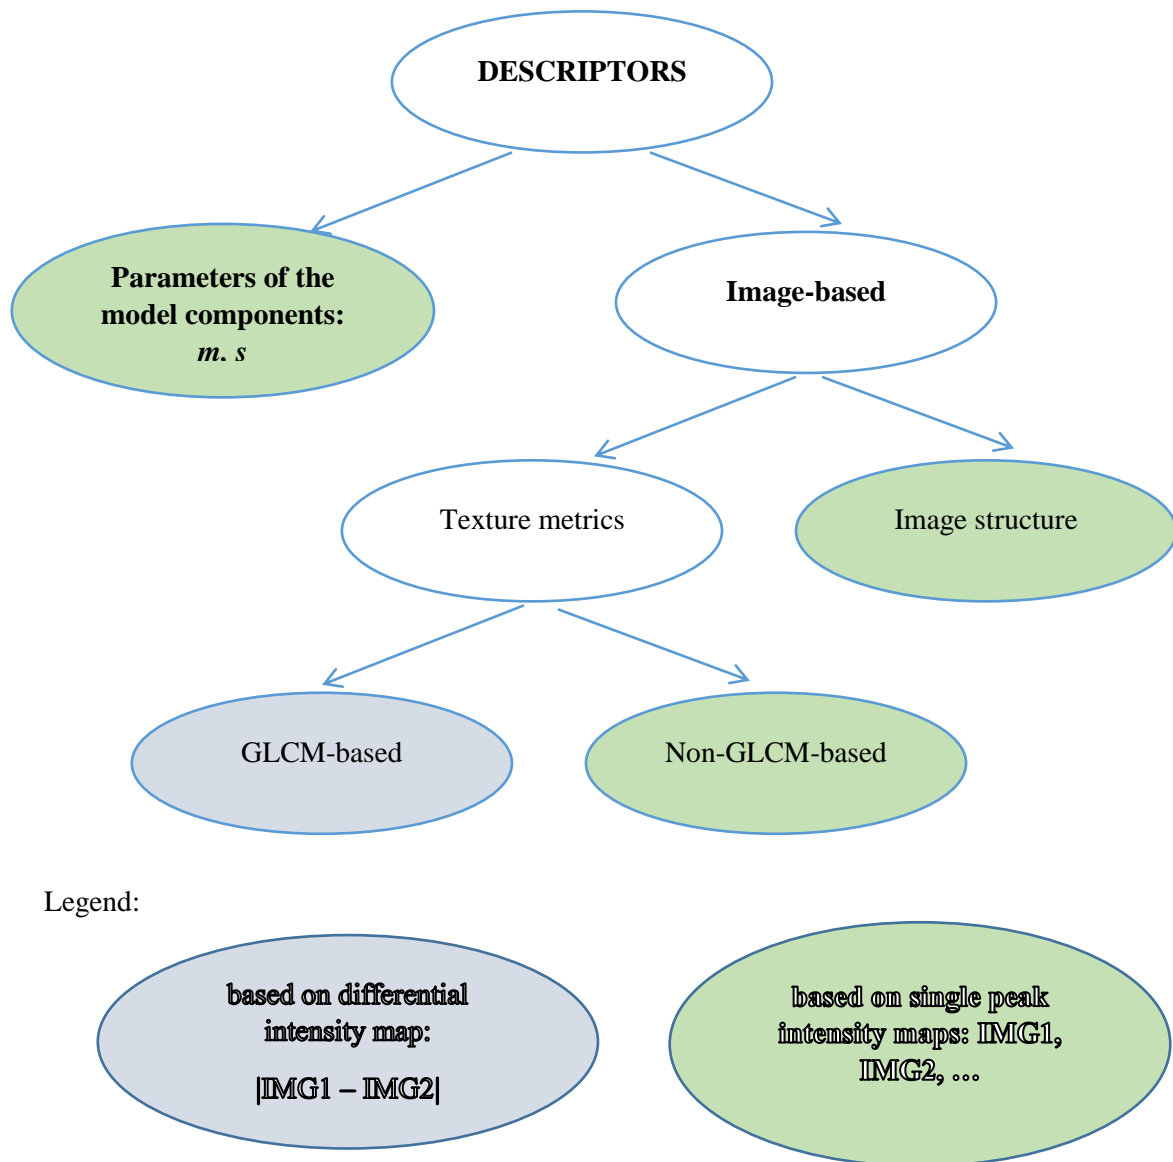 DESCRIPTORS
Parameters of the
model components:
m, s
Image-based
Texture metrics
Image structure
GLCM-based
Non-GLCM-based
Legend:
based on differential
intensity map:
|IMG1 – IMG2|
based on single peak
intensity maps: IMG1,
IMG2, …